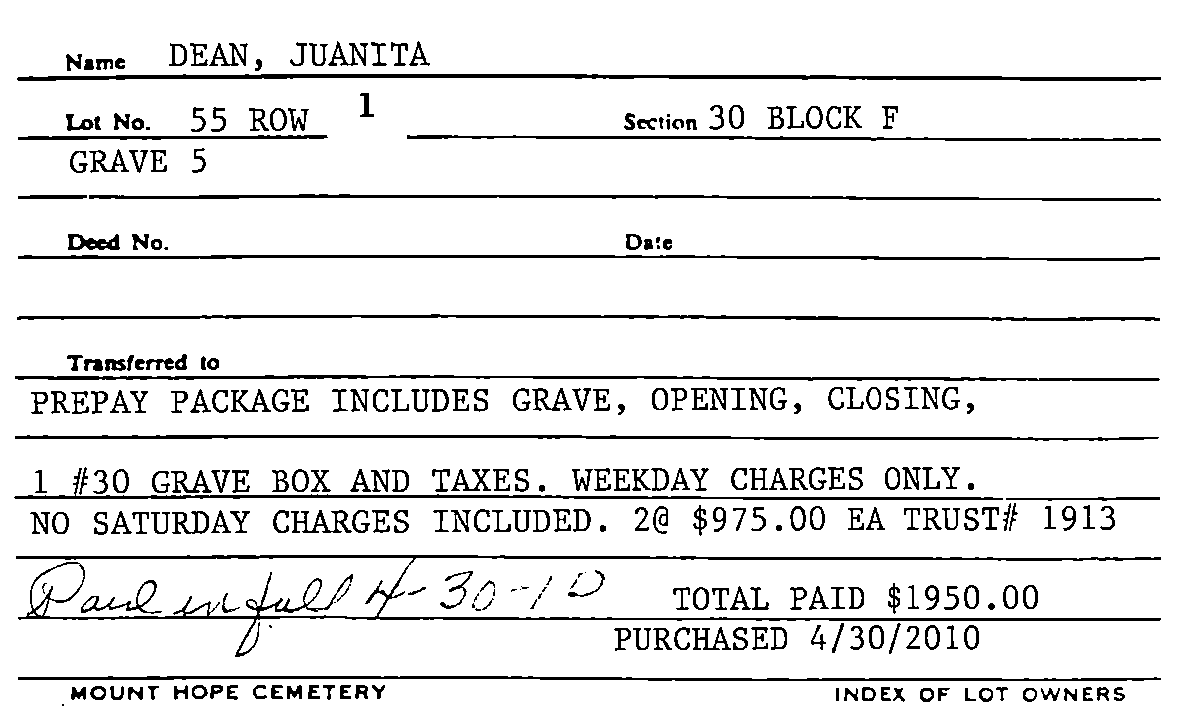 Name DEAN, JUANITA
Lot No. 55 ROW 1 Section 30 BLOCK F
GRAVE 5
Deed No. Date
Transferred to
PREPAY PACKAGE INCLUDES GRAVE, OPENING, CLOSING,
1 #30 GRAVE BOX AND TAXES. WEEKDAY CHARGES ONLY.
NO SATURDAY CHARGES INCLUDED. 2@ $975.00 EA TRUST# 1913
Paid in full 4-30-10 TOTAL PAID $1950.00
PURCHASED 4/30/2010
MOUNT HOPE CEMETERY INDEX OF LOT OWNERS